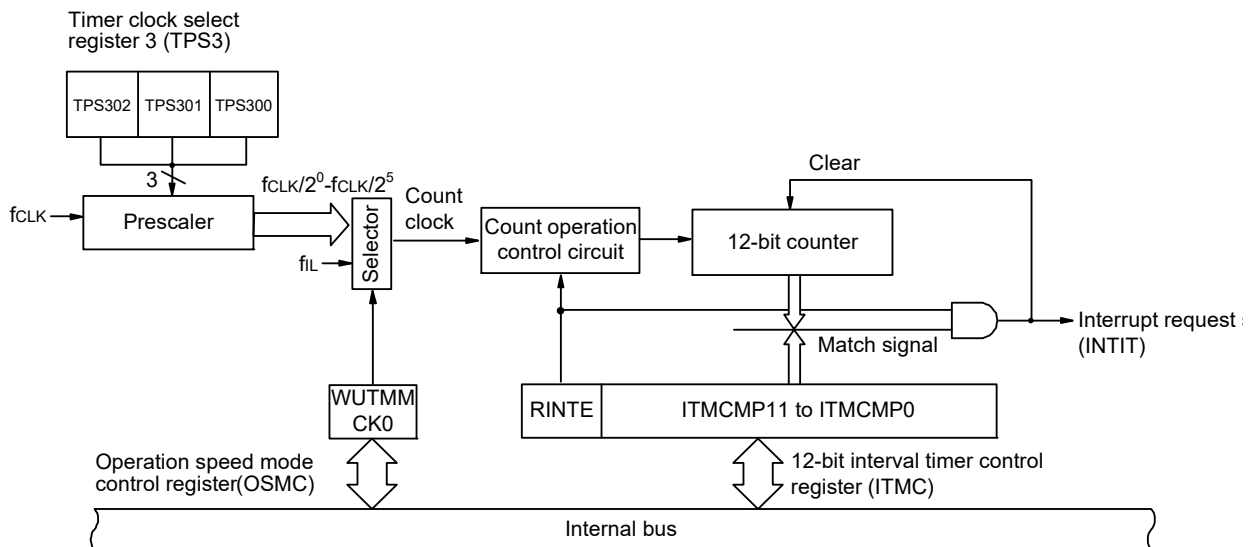 Timer clock select
register 3 (TPS3)
TPS302 TPS301 TPS300
3
fCLK
Prescaler
fCLK/2⁰-fCLK/2⁵
fIL
Selector
Count
clock
Count operation
control circuit
Clear
12-bit counter
Match signal
Interrupt request
(INTIT)
WUTMM
CK0
RINTE
ITMCMP11 to ITMCMP0
Operation speed mode
control register(OSMC)
12-bit interval timer control
register (ITMC)
Internal bus